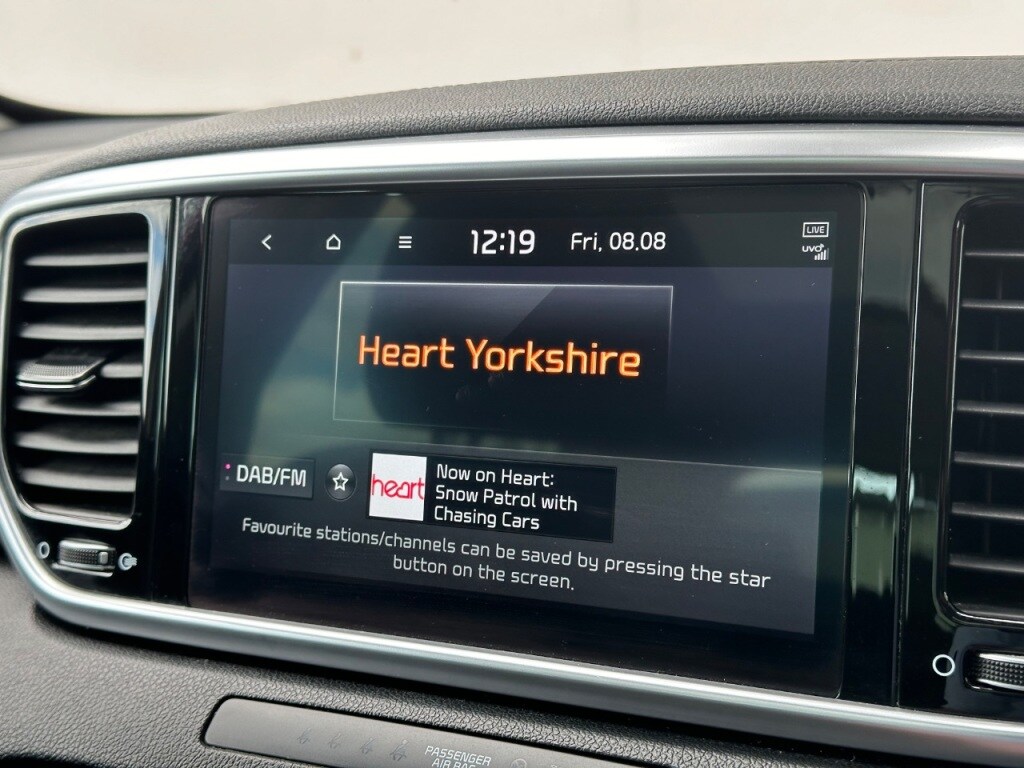 12:19 Fri, 08.08 LIVE
UVO
Heart Yorkshire
DAB/FM
heart
Now on Heart:
Snow Patrol with
Chasing Cars
Favourite stations/channels can be saved by pressing the star
button on the screen.
PASSENGER
AIR BAG